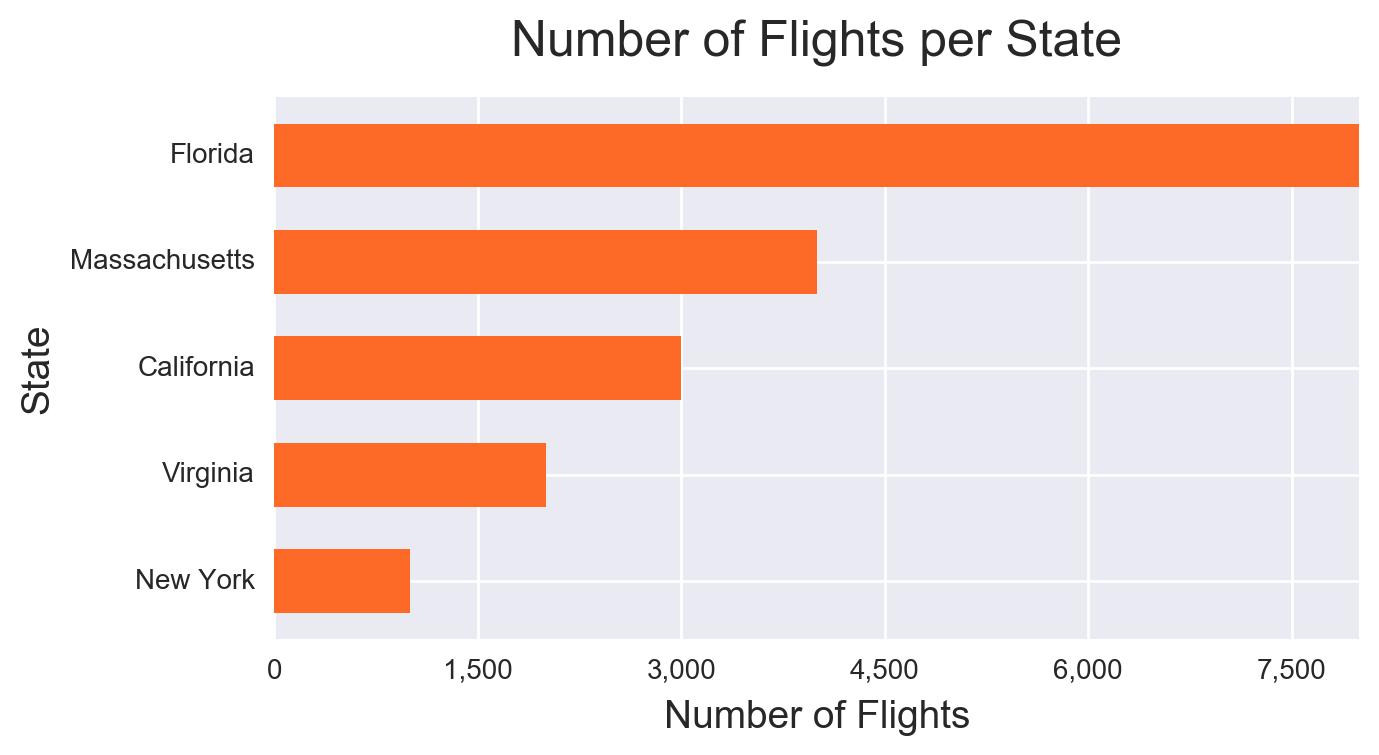 Number of Flights per State
Florida
Massachusetts
California
Virginia
New York
State
0 1,500 3,000 4,500 6,000 7,500
Number of Flights